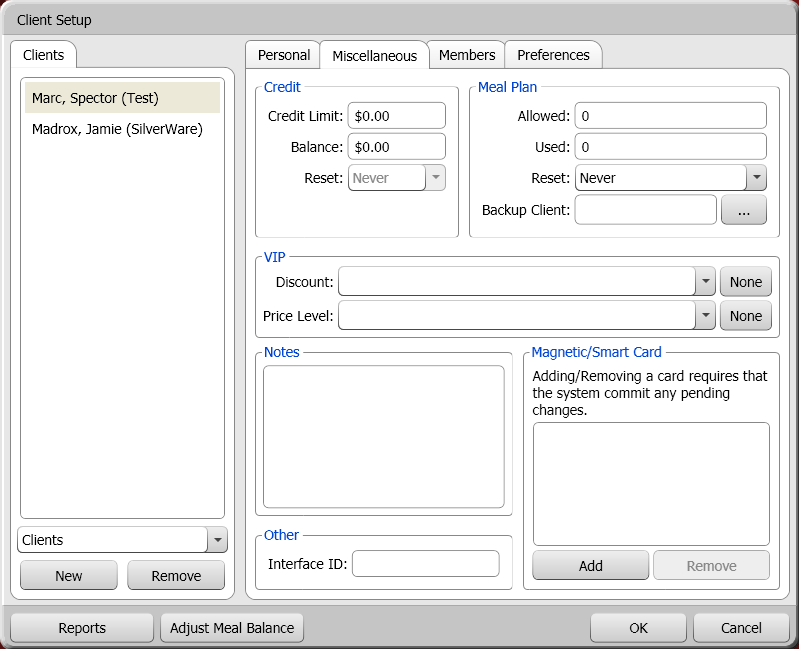 Client Setup
Clients
Marc, Spector (Test)
Madrox, Jamie (SilverWare)
Clients
New
Remove
Personal
Miscellaneous
Members
Preferences
Credit
Credit Limit: $0.00
Balance: $0.00
Reset: Never
Meal Plan
Allowed: 0
Used: 0
Reset: Never
Backup Client:
...
VIP
Discount:
None
Price Level:
None
Notes
Other
Interface ID:
Magnetic/Smart Card
Adding/Removing a card requires that
the system commit any pending
changes.
Add
Remove
Reports
Adjust Meal Balance
OK
Cancel